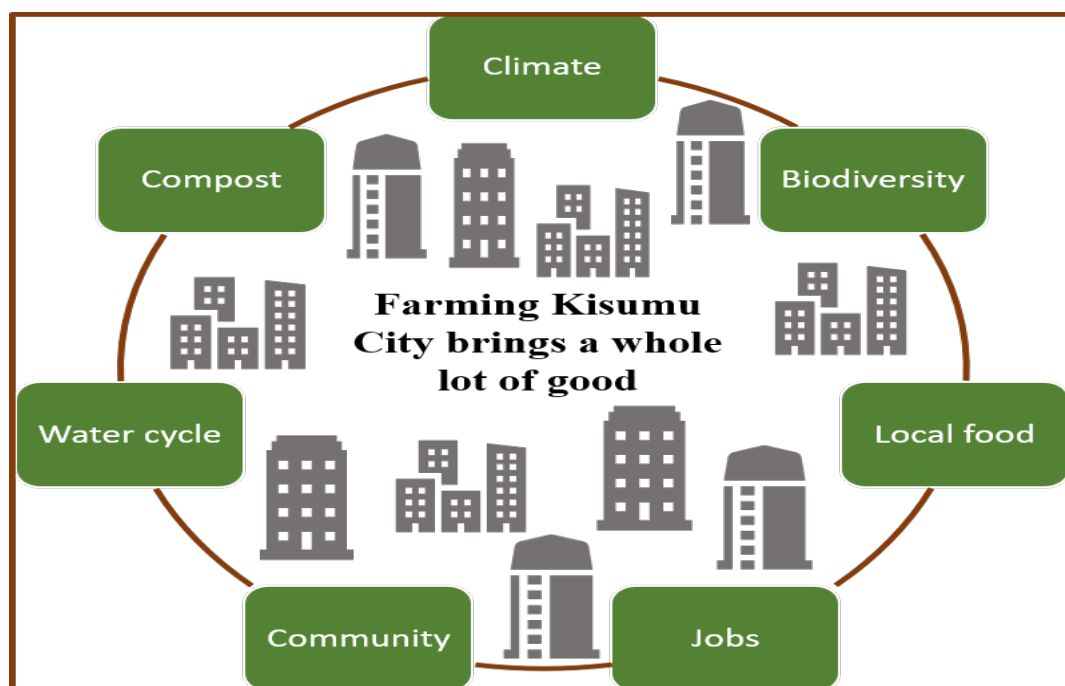 Climate
Compost
Biodiversity
Farming Kisumu
City brings a whole
lot of good
Water cycle
Local food
Community
Jobs